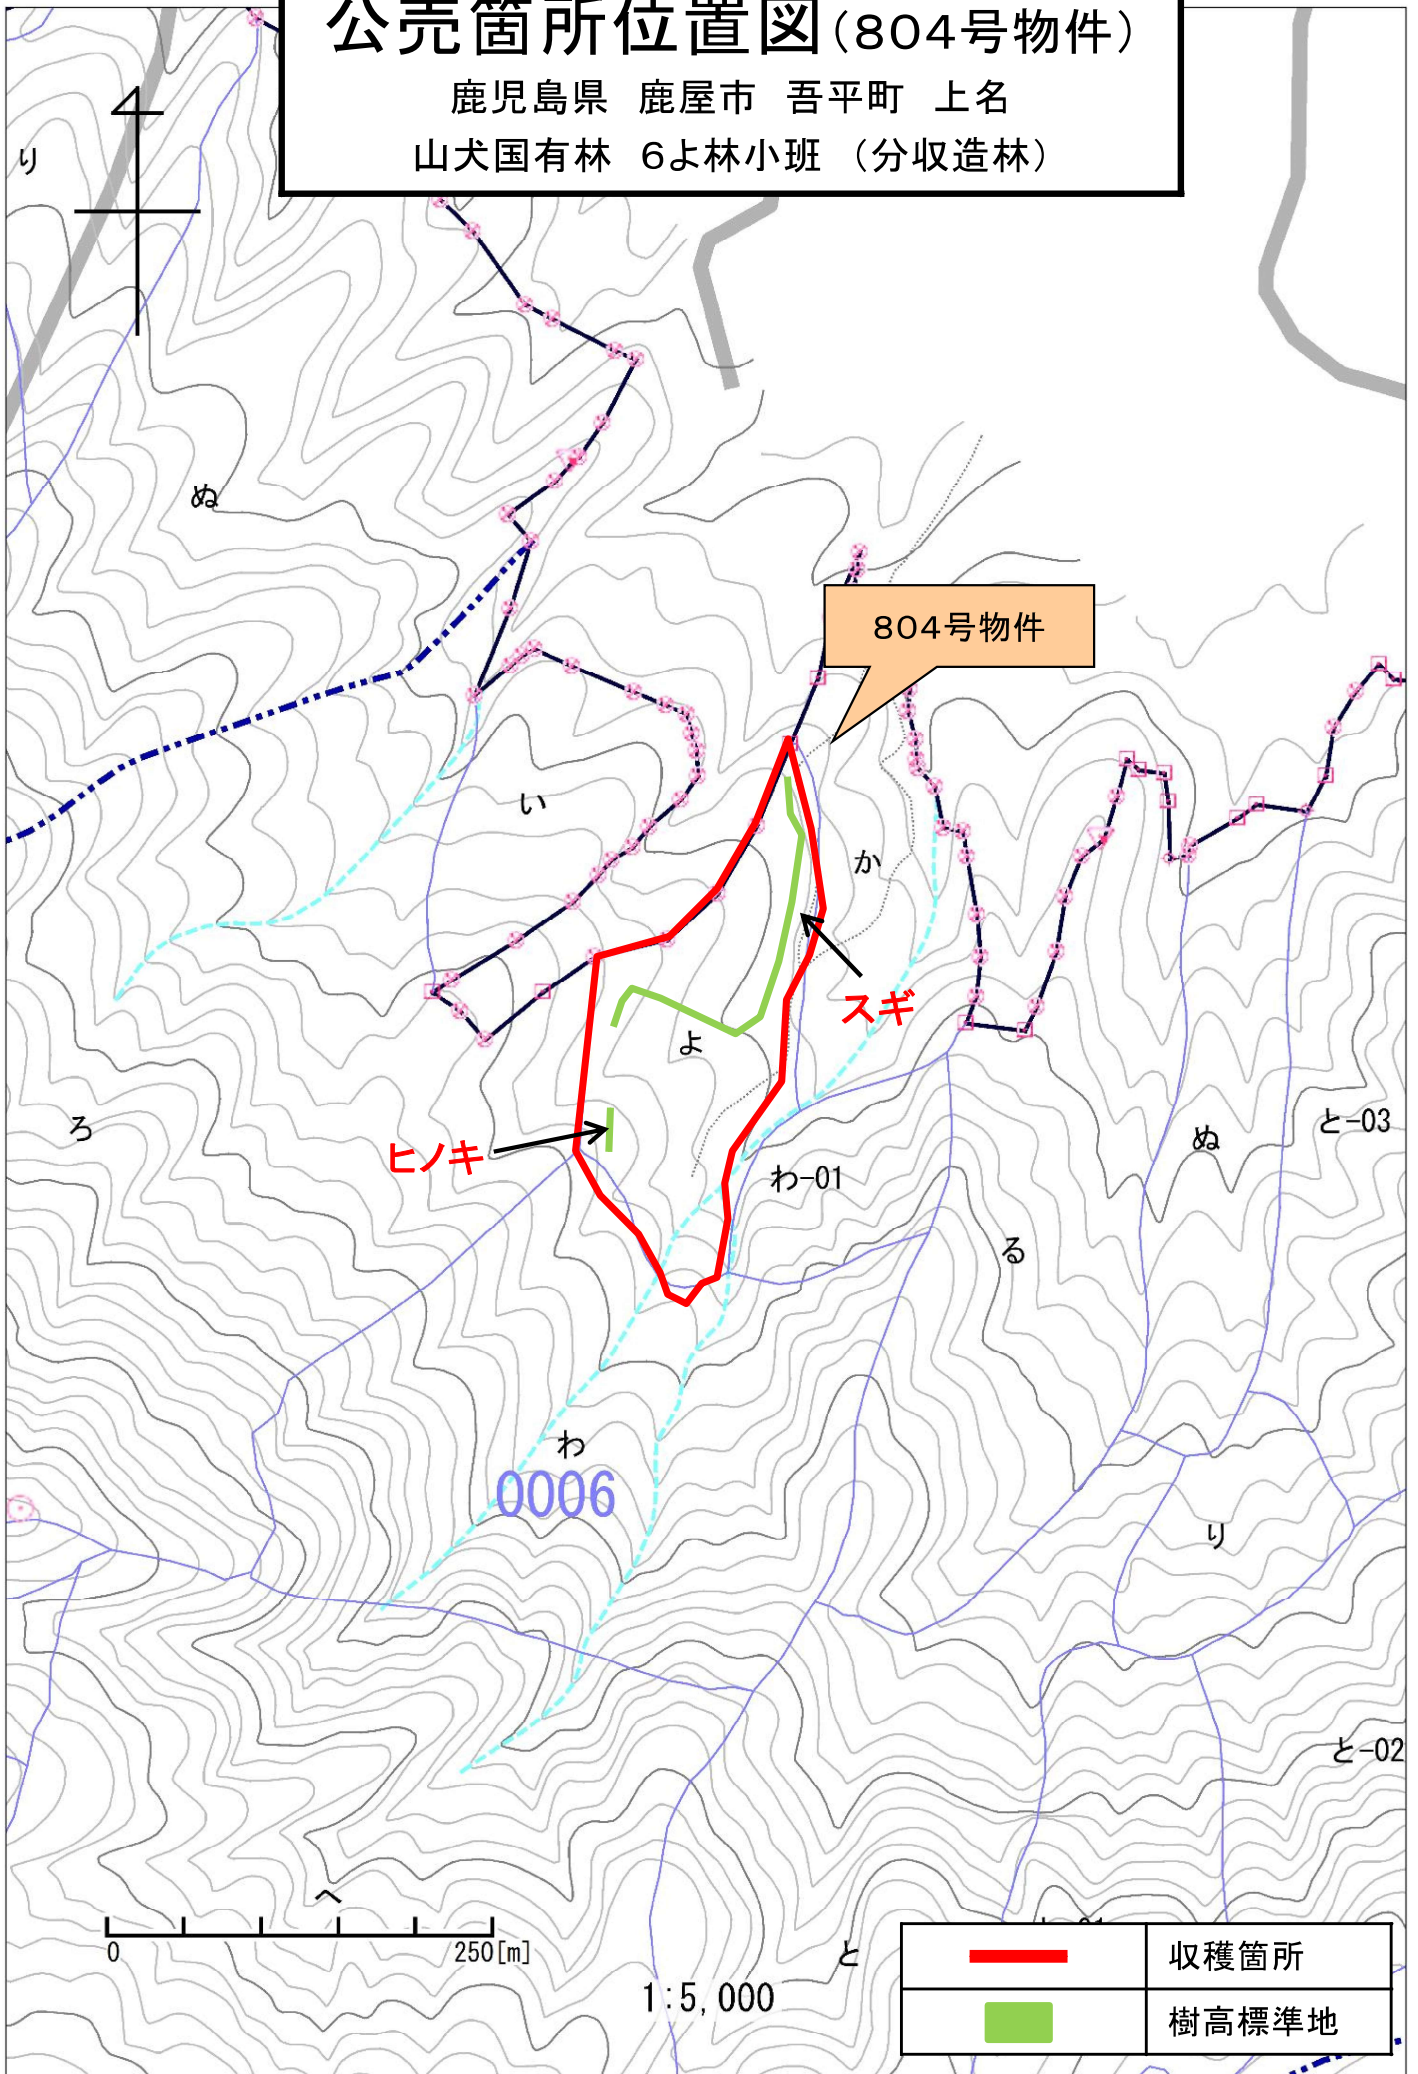 公売箇所位置図(804号物件)
鹿児島県 鹿屋市 吾平町 上名
山犬国有林 6よ林小班 (分収造林)
り
ぬ
804号物件
い
か
スギ
よ
ろ
と-03
ぬ
ヒノキ
わ-01
る
わ
0006
り
と-02
へ
0 250[m]
と
1:5,000
収穫箇所
樹高標準地